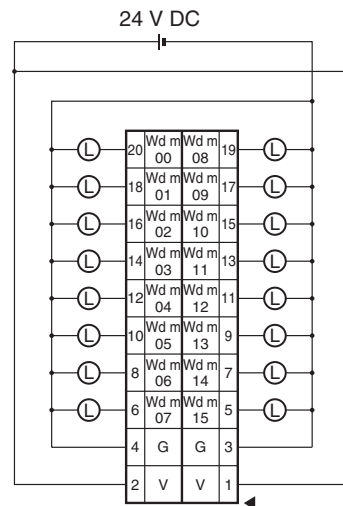 24 V DC
L 20 Wd m 00 Wd m 08 19 L
L 18 Wd m 01 Wd m 09 17 L
L 16 Wd m 02 Wd m 10 15 L
L 14 Wd m 03 Wd m 11 13 L
L 12 Wd m 04 Wd m 12 11 L
L 10 Wd m 05 Wd m 13 9 L
L 8 Wd m 06 Wd m 14 7 L
L 6 Wd m 07 Wd m 15 5 L
4 G G 3
2 V V 1